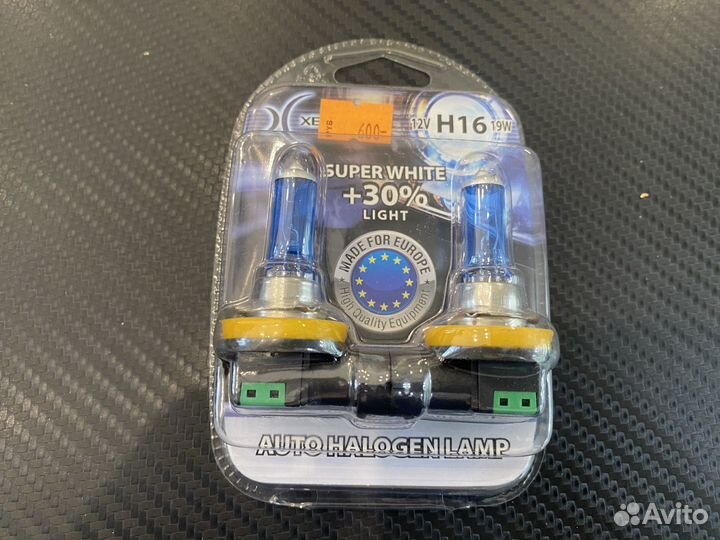 XE
РУБ
600-
12V H16 19W
SUPER WHITE
+30%
LIGHT
MADE FOR EUROPE
High Quality Equipment
AUTO HALOGEN LAMP
Avito